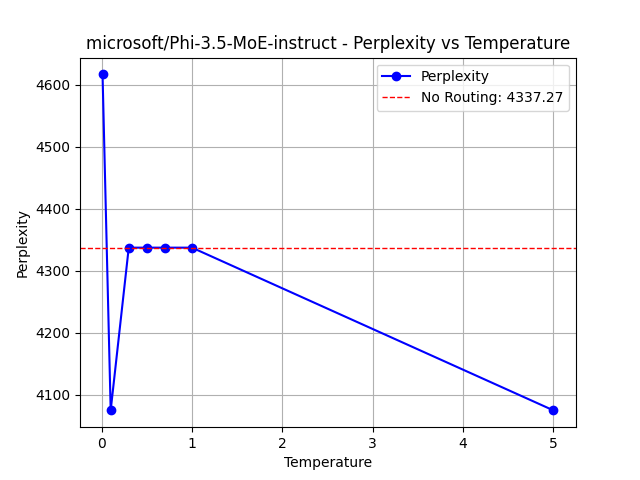 microsoft/Phi-3.5-MoE-instruct - Perplexity vs Temperature
Perplexity
No Routing: 4337.27
4600
4500
4400
4300
4200
4100
Perplexity
0 1 2 3 4 5
Temperature